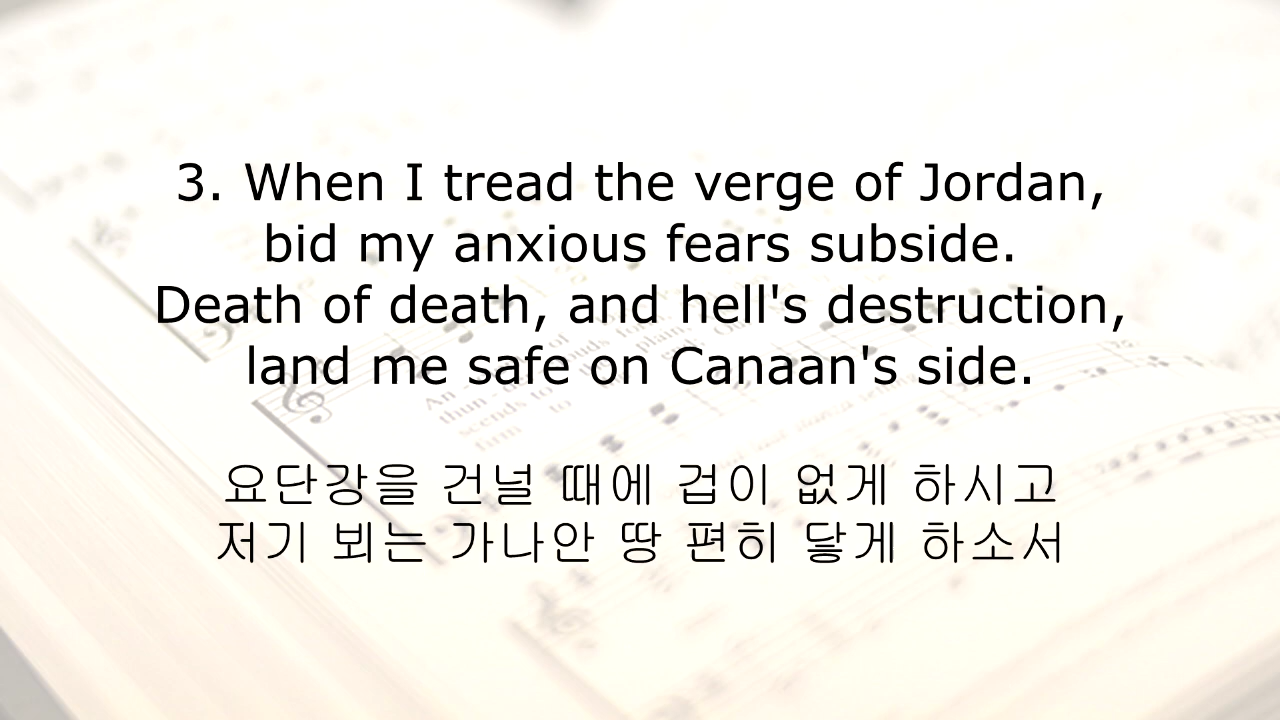 3. When I tread the verge of Jordan,
bid my anxious fears subside.
Death of death, and hell's destruction,
land me safe on Canaan's side.
요단강을 건널 때에 겁이 없게 하시고
저기 뵈는 가나안 땅 편히 닿게 하소서